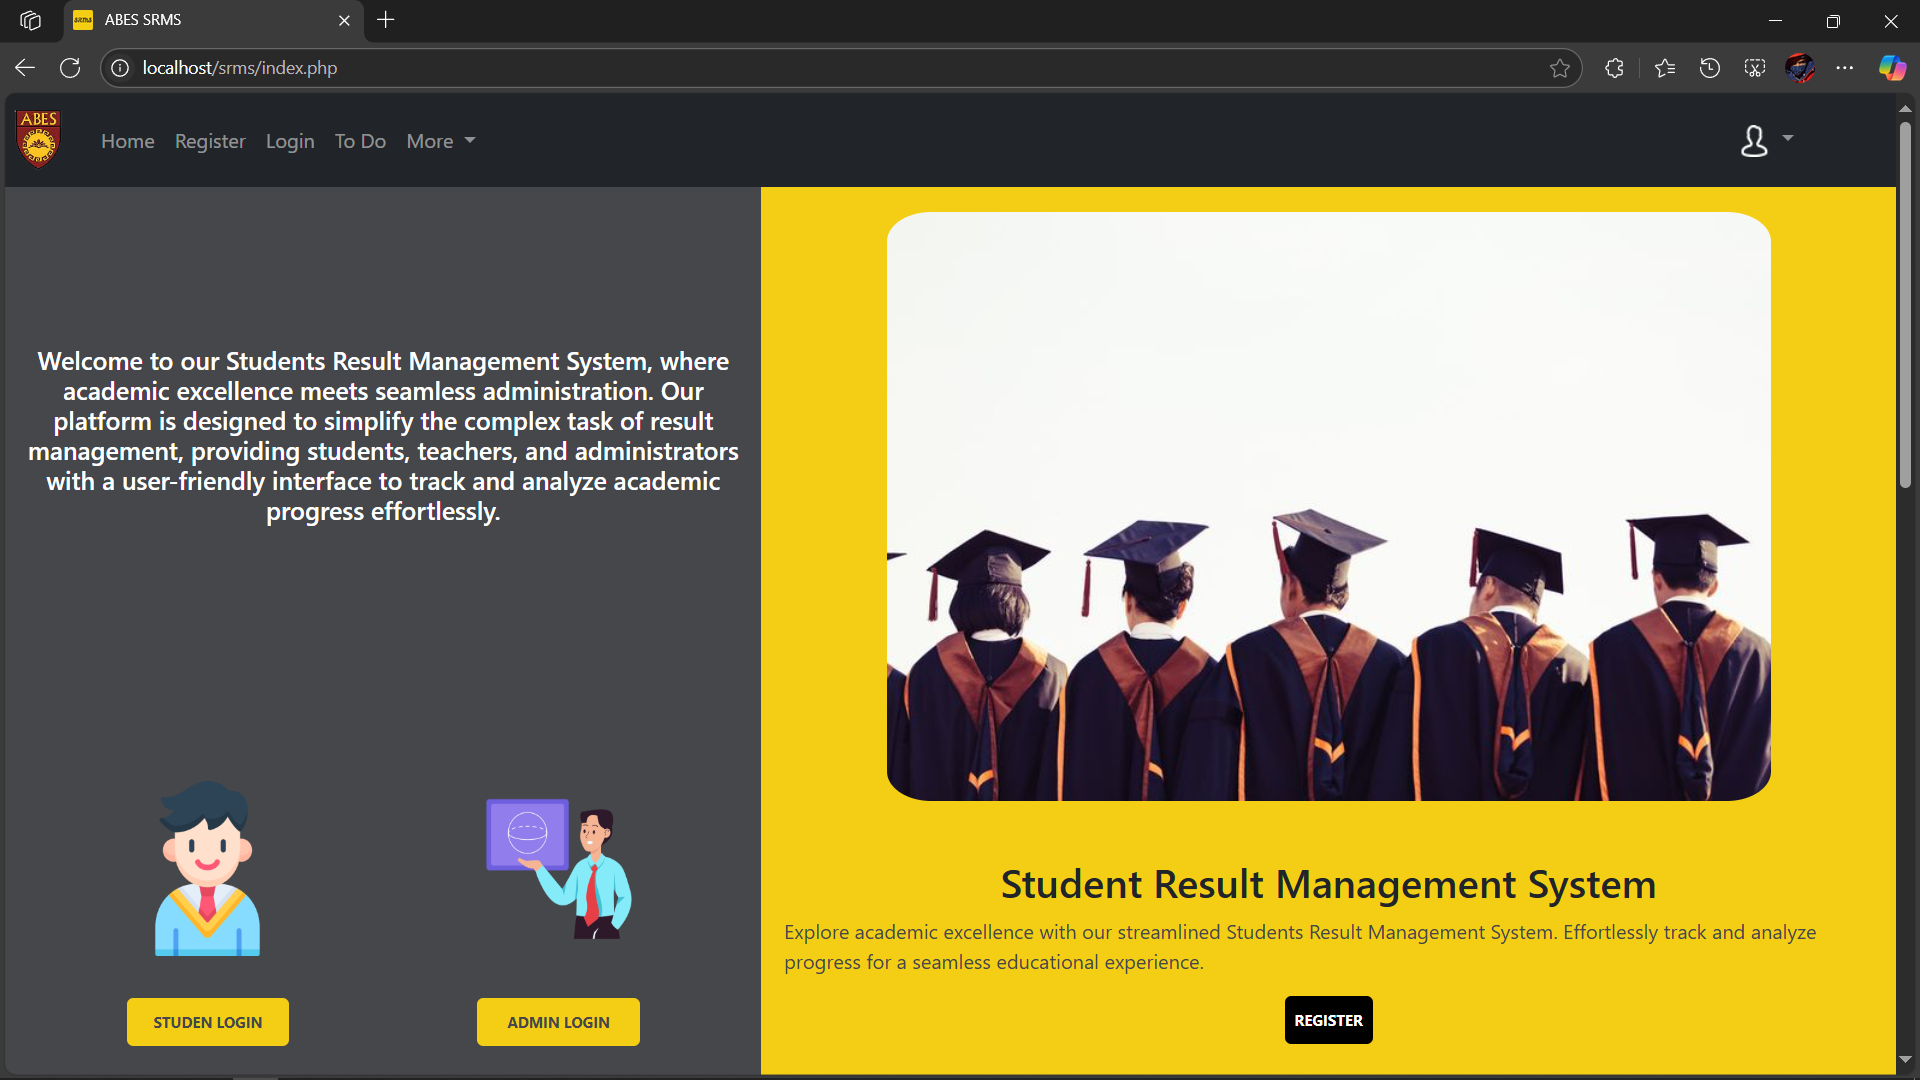 srms ABES SRMS
localhost/srms/index.php
ABES
Home Register Login To Do More
Welcome to our Students Result Management System, where
academic excellence meets seamless administration. Our
platform is designed to simplify the complex task of result
management, providing students, teachers, and administrators
with a user-friendly interface to track and analyze academic
progress effortlessly.
STUDEN LOGIN
ADMIN LOGIN
Student Result Management System
Explore academic excellence with our streamlined Students Result Management System. Effortlessly track and analyze
progress for a seamless educational experience.
REGISTER